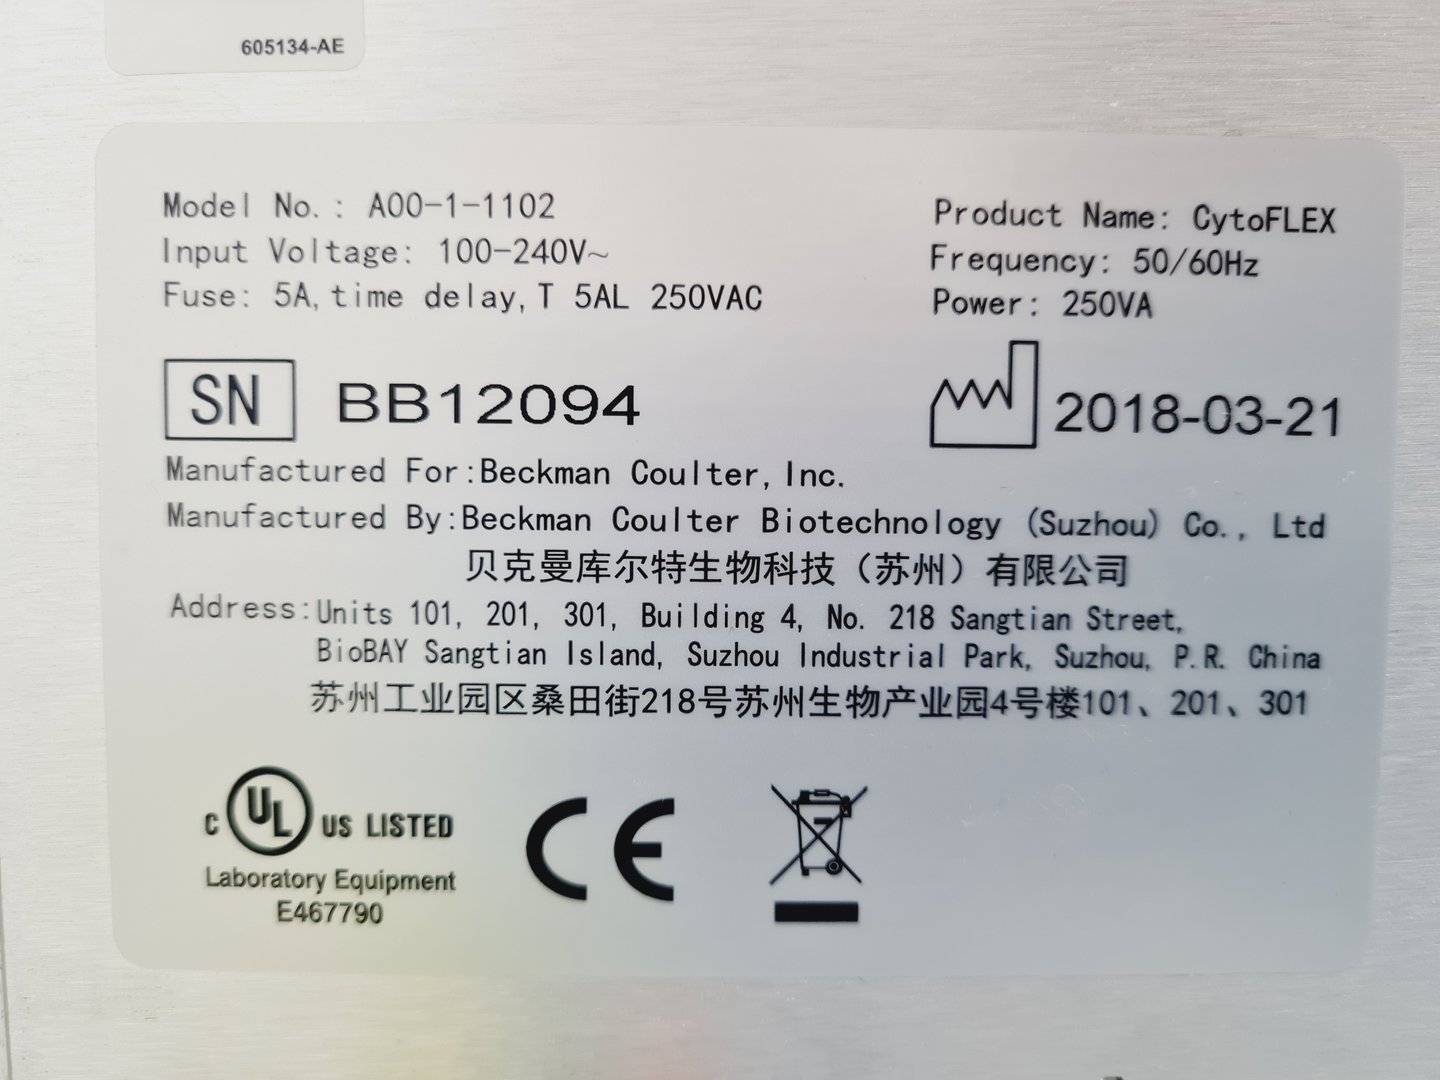 605134-AE
Model No.: A00-1-1102
Product Name: CytoFLEX
Input Voltage: 100-240V~
Frequency: 50/60Hz
Fuse: 5A, time delay, T 5AL 250VAC
Power: 250VA
SN BB12094
2018-03-21
Manufactured For:Beckman Coulter, Inc.
Manufactured By:Beckman Coulter Biotechnology (Suzhou) Co., Ltd
贝克曼库尔特生物科技（苏州）有限公司
Address:Units 101, 201, 301, Building 4, No. 218 Sangtian Street,
BioBAY Sangtian Island, Suzhou Industrial Park, Suzhou, P.R. China
苏州工业园区桑田街218号苏州生物产业园4号楼101、201、301
C UL US LISTED
CE
Laboratory Equipment
E467790